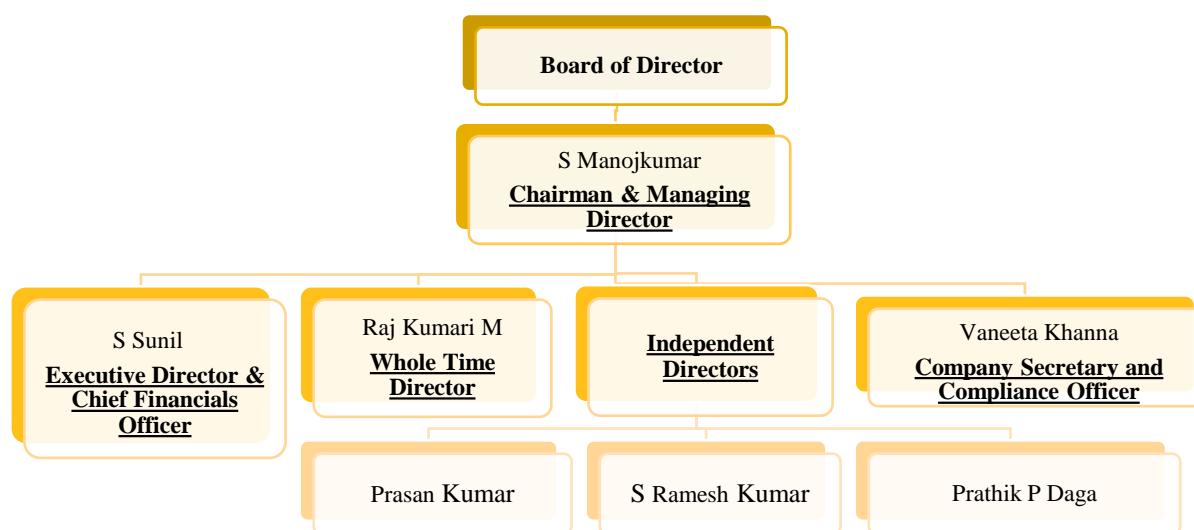 Board of Director
S Manojkumar
Chairman & Managing
Director
S Sunil
Executive Director &
Chief Financials
Officer
Raj Kumari M
Whole Time
Director
Independent
Directors
Vaneeta Khanna
Company Secretary and
Compliance Officer
Prasan Kumar
S Ramesh Kumar
Prathik P Daga